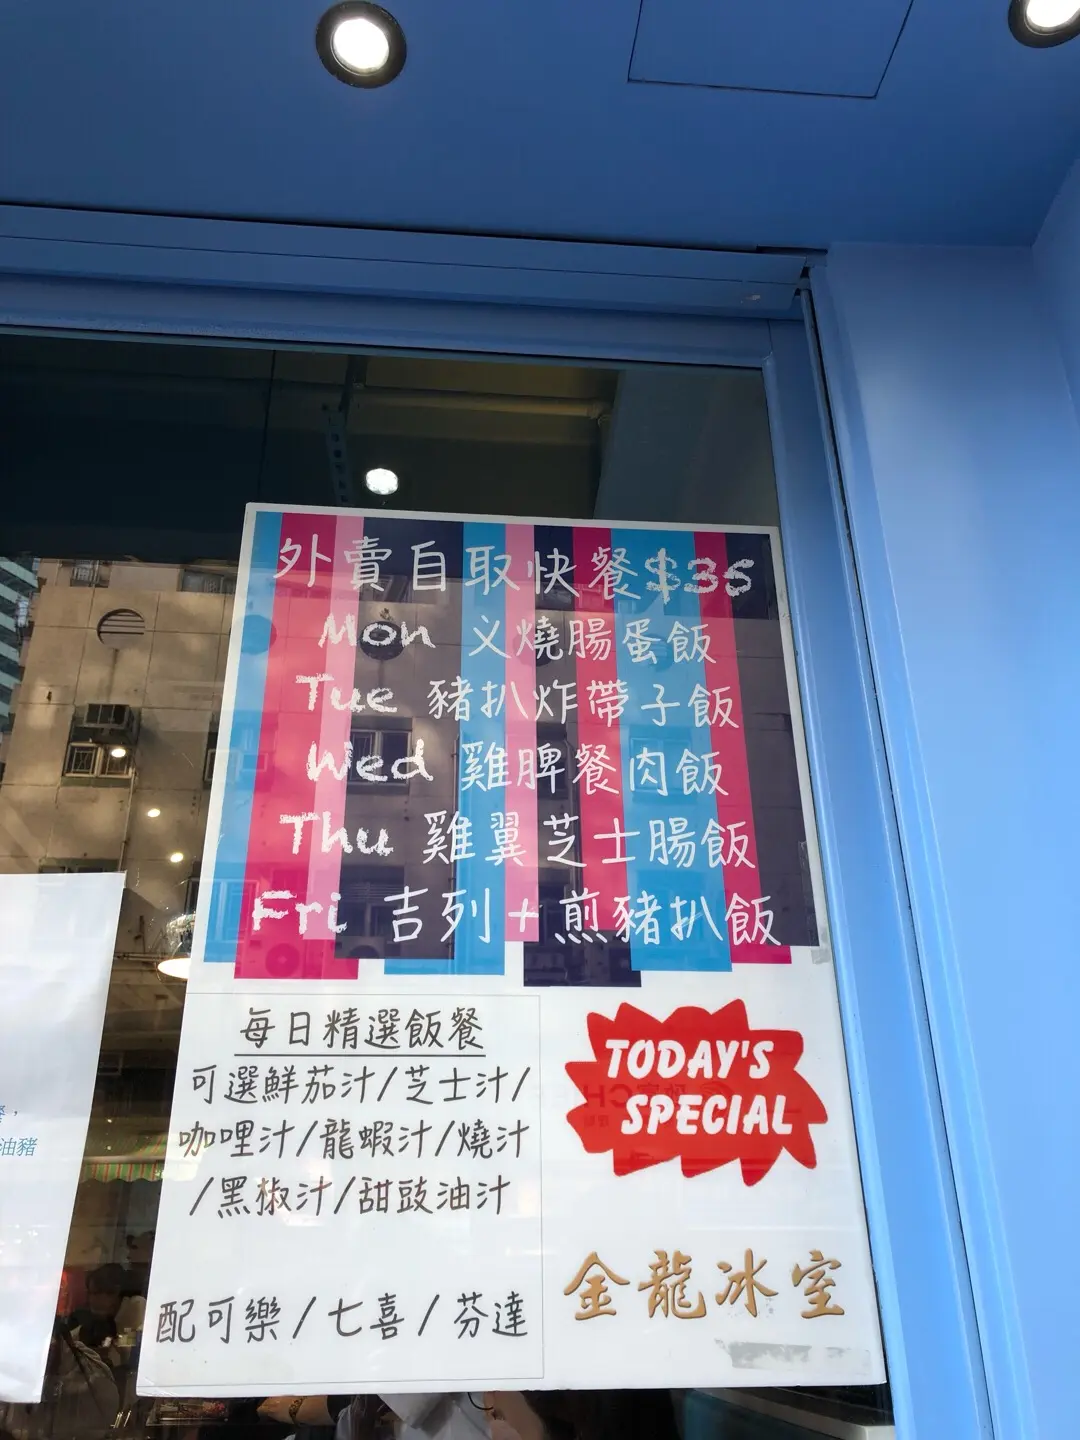 外賣自取快餐$35
Mon 义燒腸蛋飯
Tue 豬扒炸帶子飯
Wed 雞脾餐肉飯
Thu 雞翼芝士腸飯
Fri 吉列+煎豬扒飯
每日精選飯餐
可選鮮茄汁/芝士汁/
咖哩汁/龍蝦汁/燒汁
/黑椒汁/甜豉油汁
配可樂/七喜/芬達
TODAY'S
SPECIAL
金龍冰室
油豬